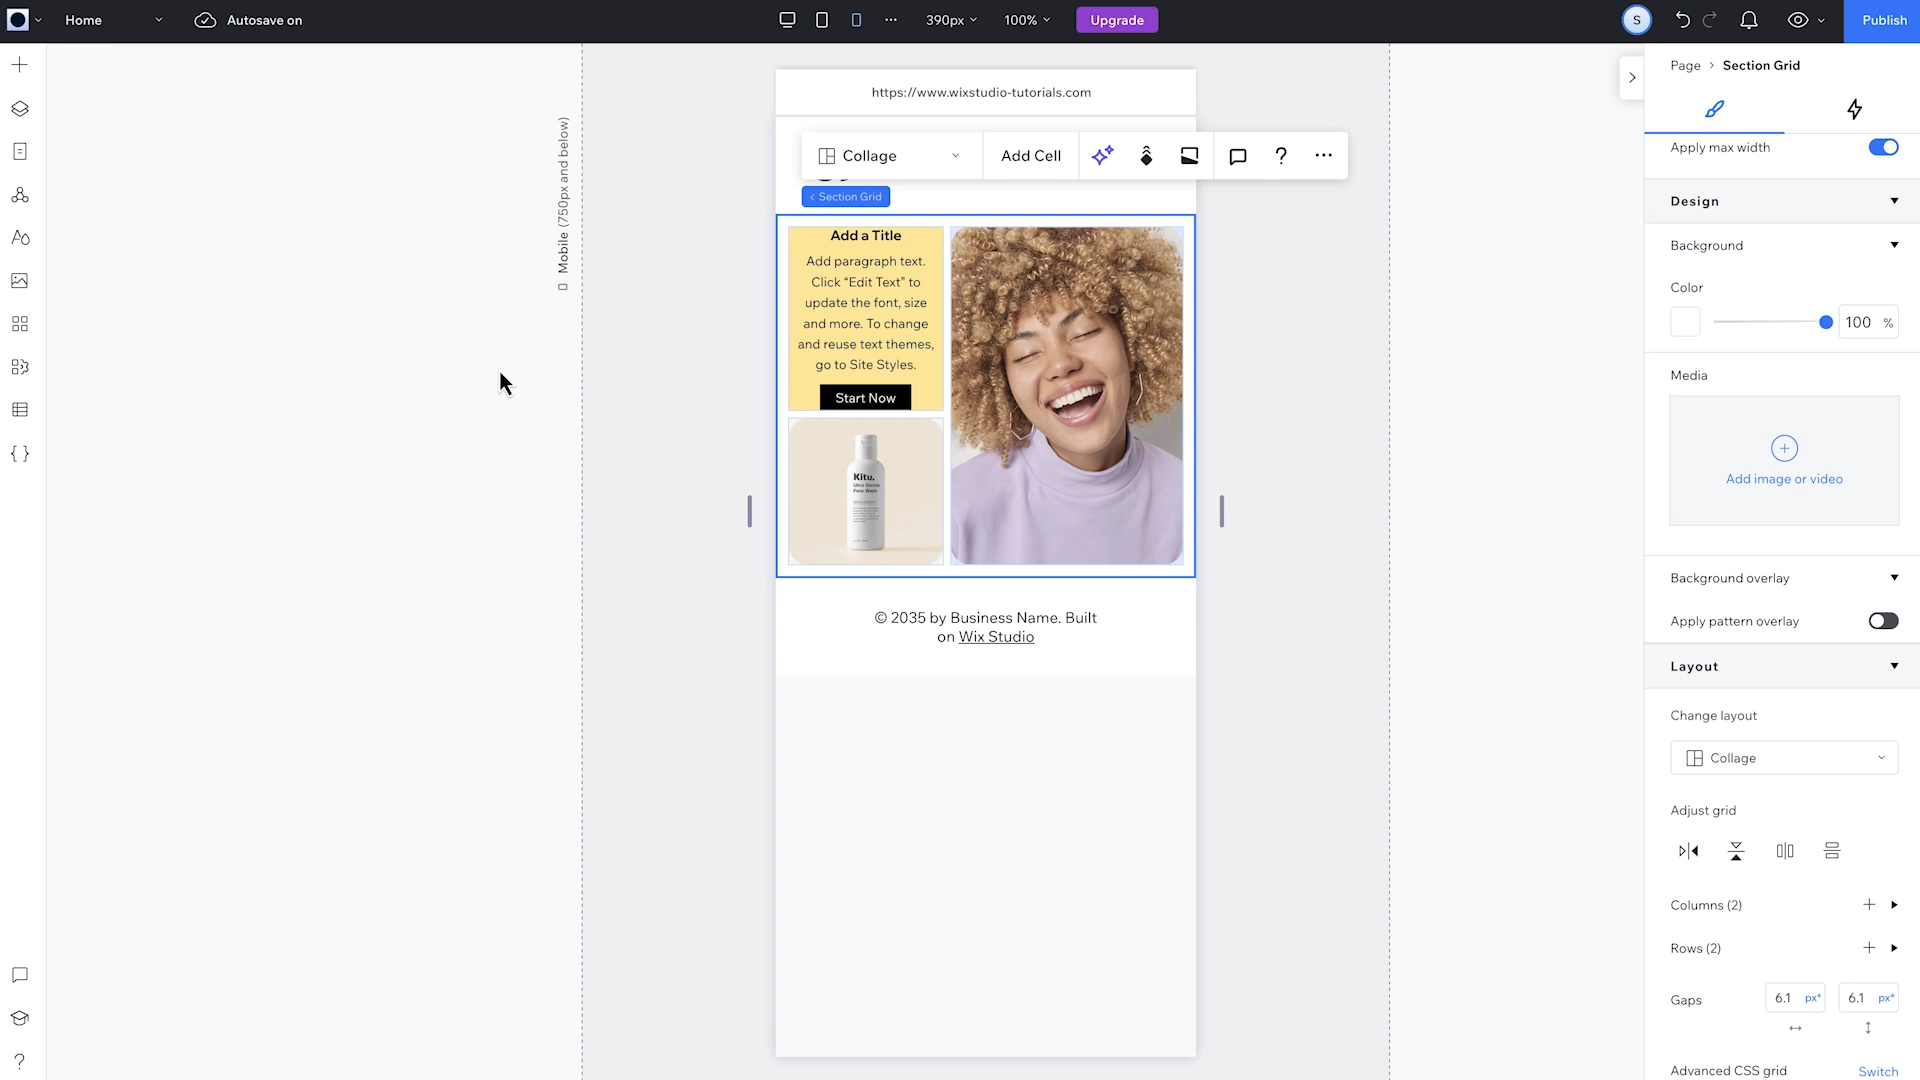 Home
Autosave on
390px
100%
Upgrade
S
Publish
Page > Section Grid
https://www.wixstudio-tutorials.com
Mobile (750px and below)
Collage
Add Cell
?
< Section Grid
Add a Title
Add paragraph text.
Click “Edit Text” to
update the font, size
and more. To change
and reuse text themes,
go to Site Styles.
Start Now
Kitu.
Ultra Gentle
Face Wash
© 2035 by Business Name. Built
on Wix Studio
Apply max width
Design
Background
Color
100 %
Media
Add image or video
Background overlay
Apply pattern overlay
Layout
Change layout
Collage
Adjust grid
Columns (2)
Rows (2)
Gaps
6.1 px*
6.1 px*
Advanced CSS grid
Switch